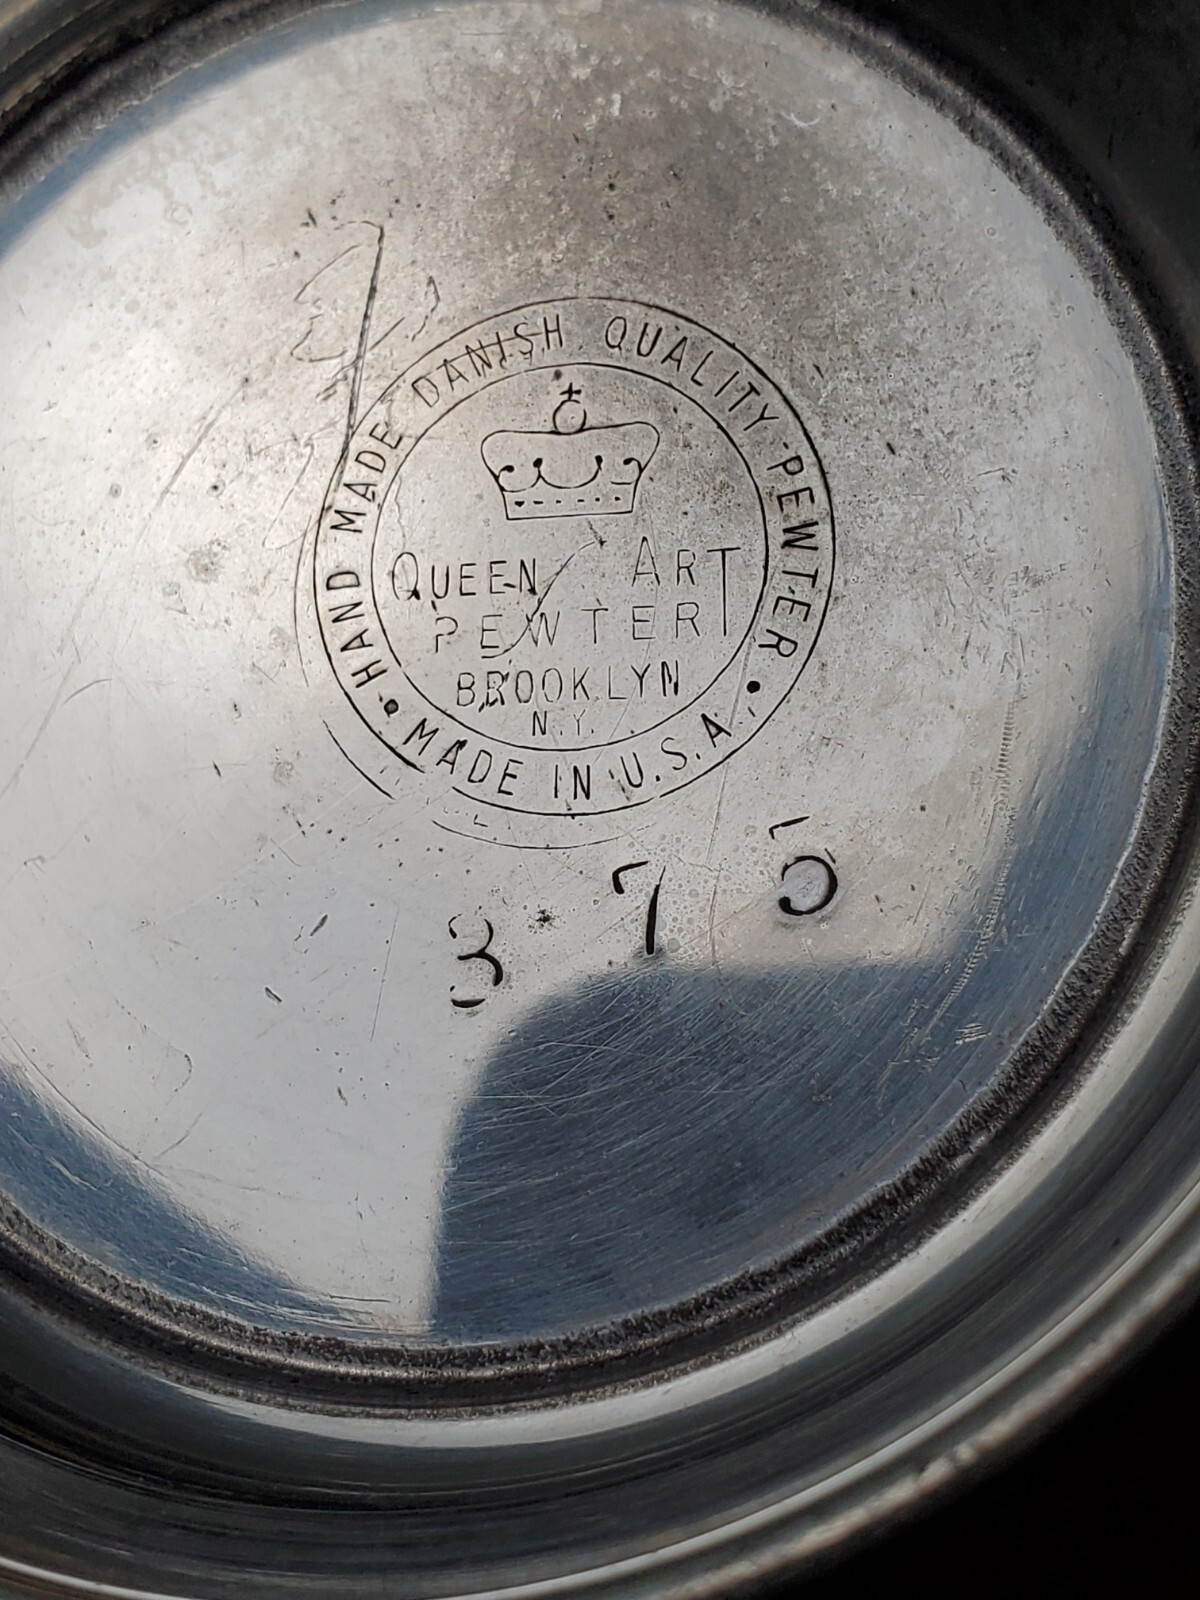 HAND MADE DANISH QUALITY PEWTER
QUEEN ART
PEWTER
BROOKLYN
N.Y.
• MADE IN U.S.A. •
375